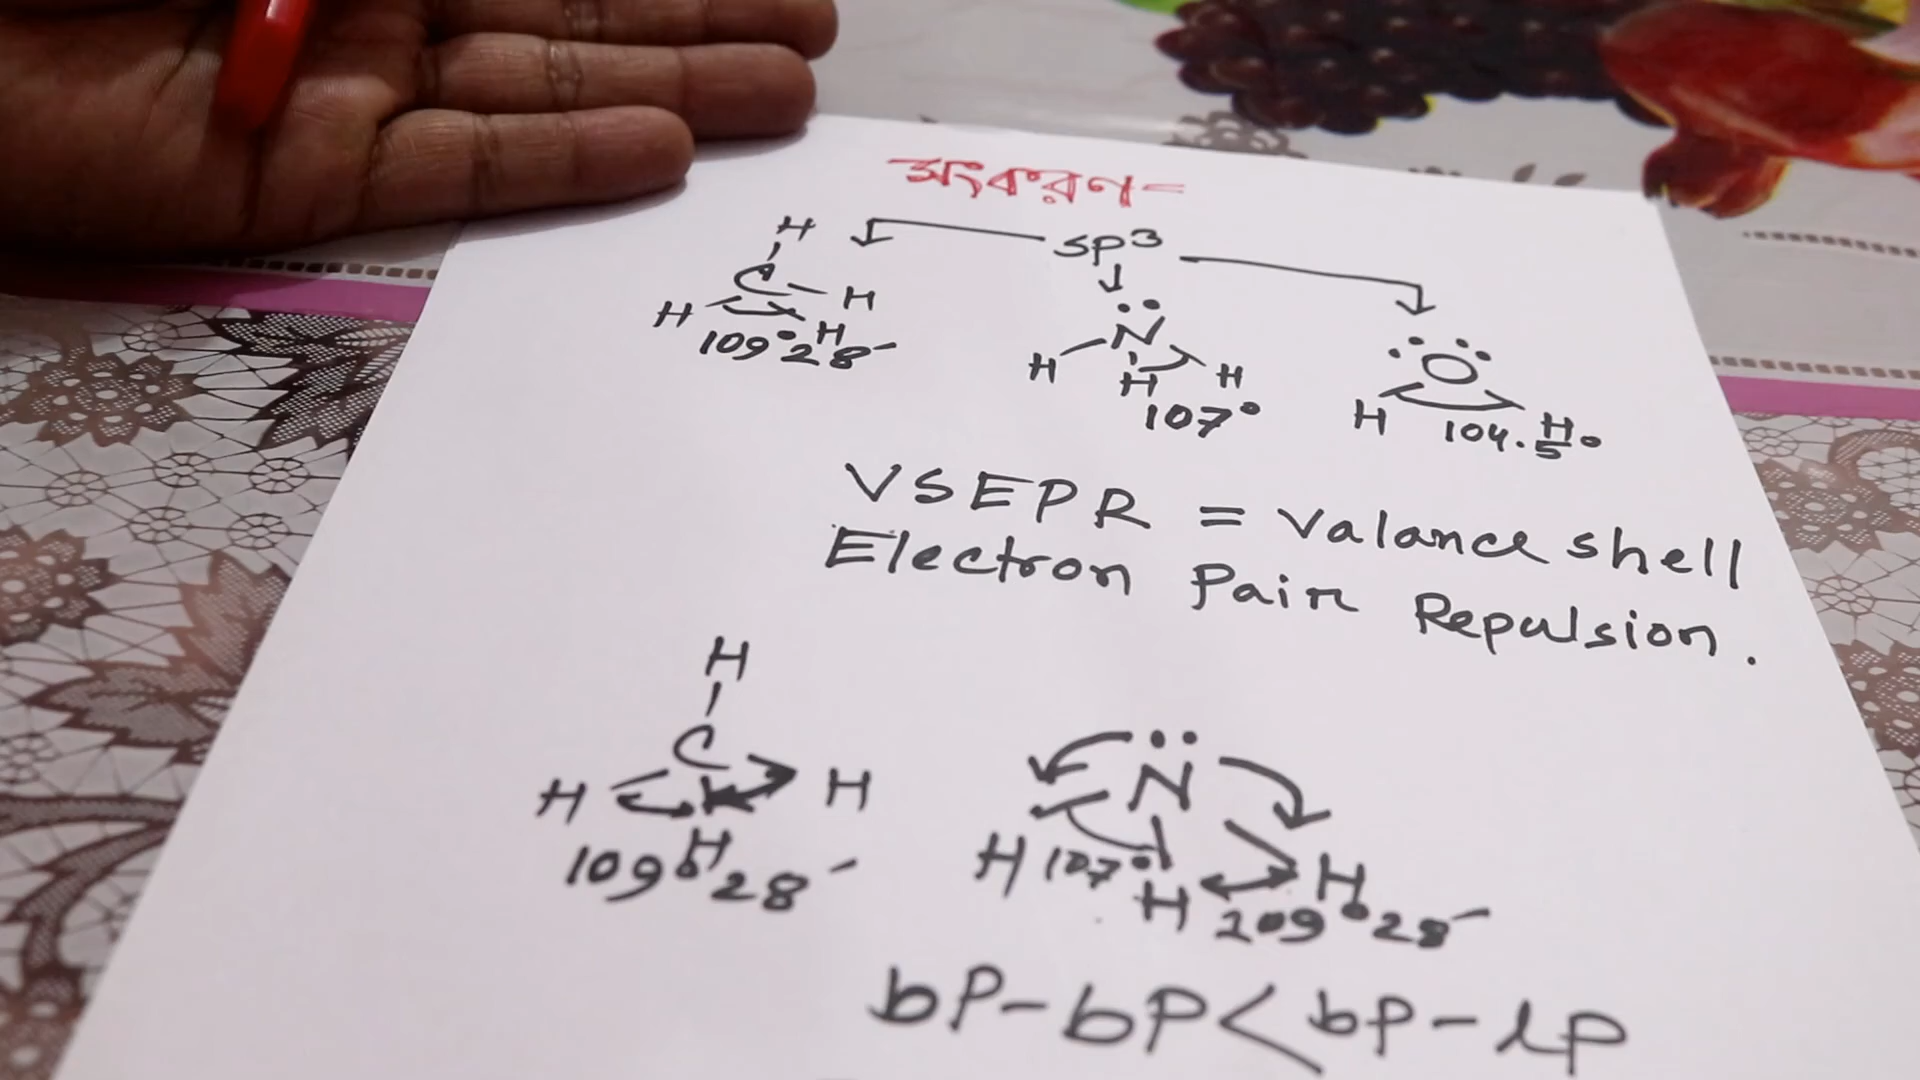 সংকরণ=
sp³
H
C
H H
H
109°28′
N
H H H
107°
O
H H
104.5°
VSEPR = Valance shell
Electron Pair Repulsion.
H
C
H H
H
109°28′
N
H H H
107°
209°28′
bP-bP<bP-lP